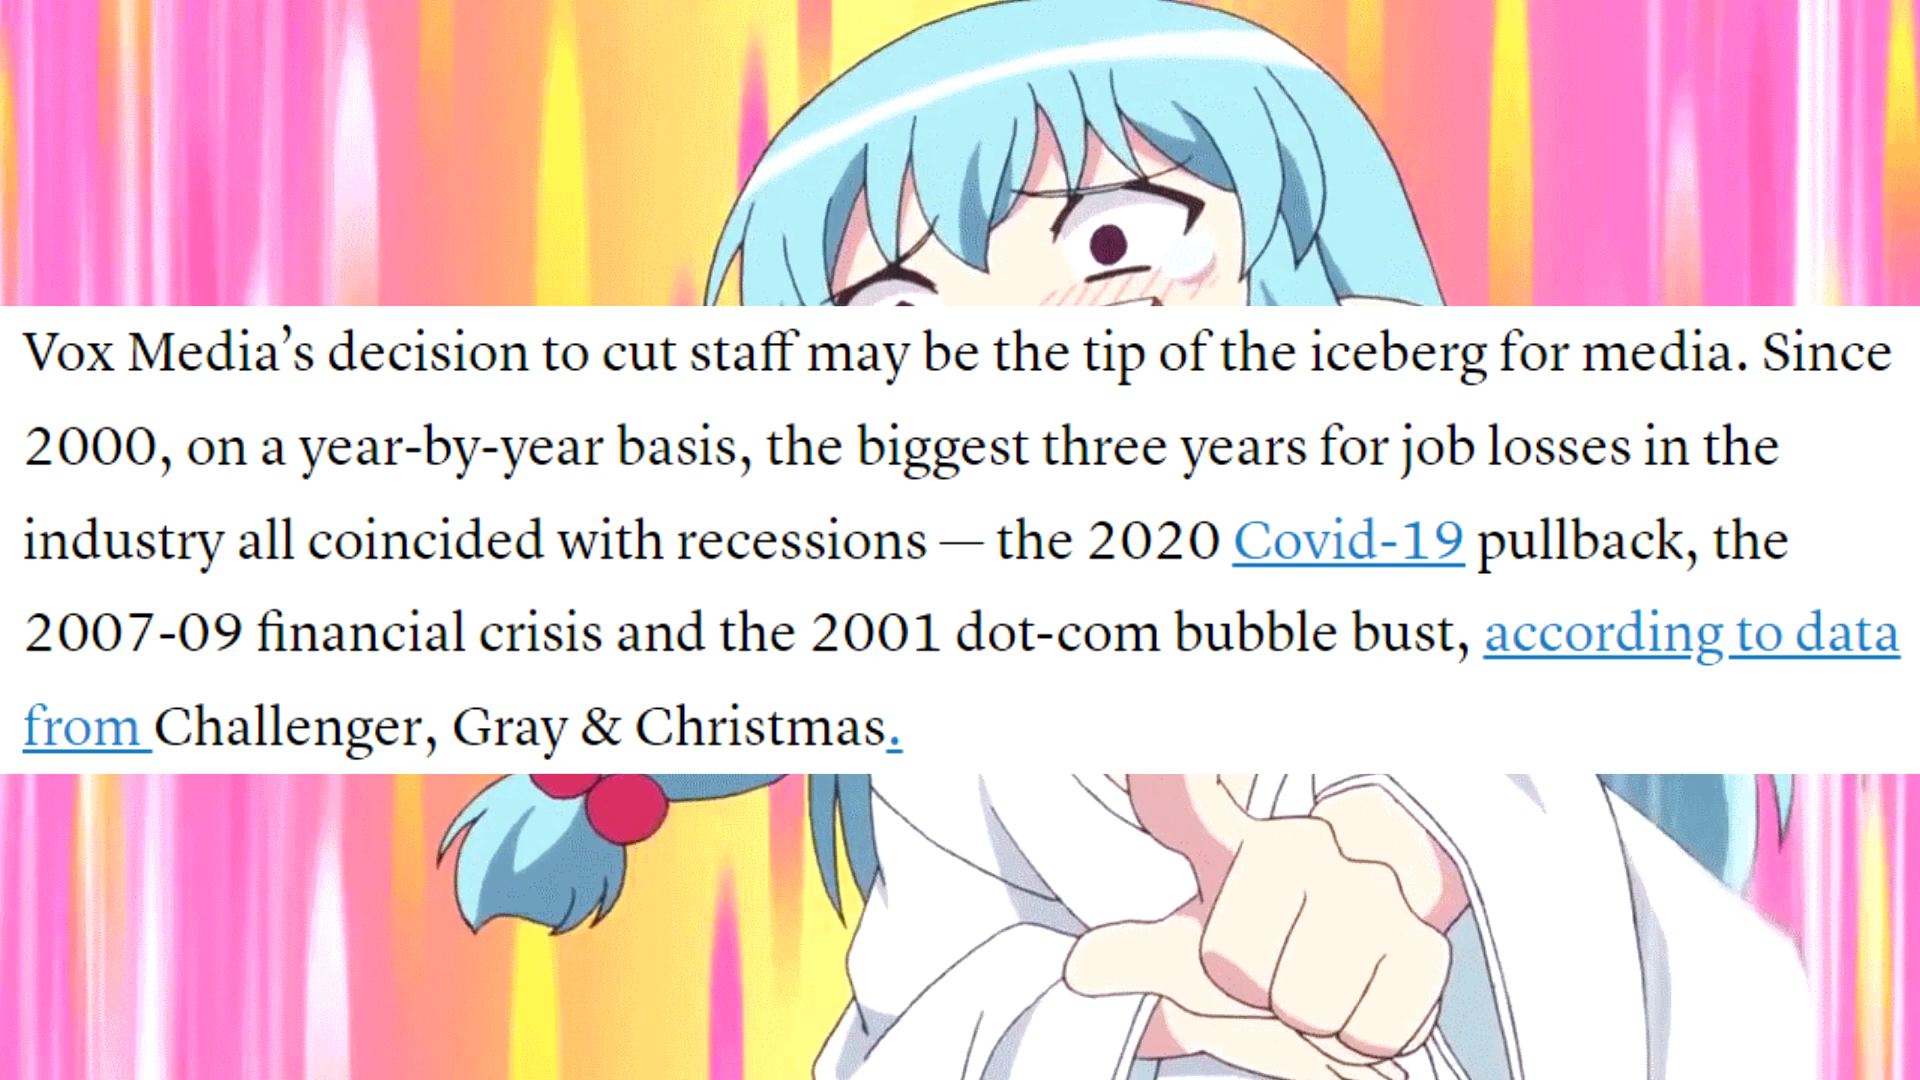 Vox Media’s decision to cut staff may be the tip of the iceberg for media. Since
2000, on a year-by-year basis, the biggest three years for job losses in the
industry all coincided with recessions — the 2020 Covid-19 pullback, the
2007-09 financial crisis and the 2001 dot-com bubble bust, according to data
from Challenger, Gray & Christmas.